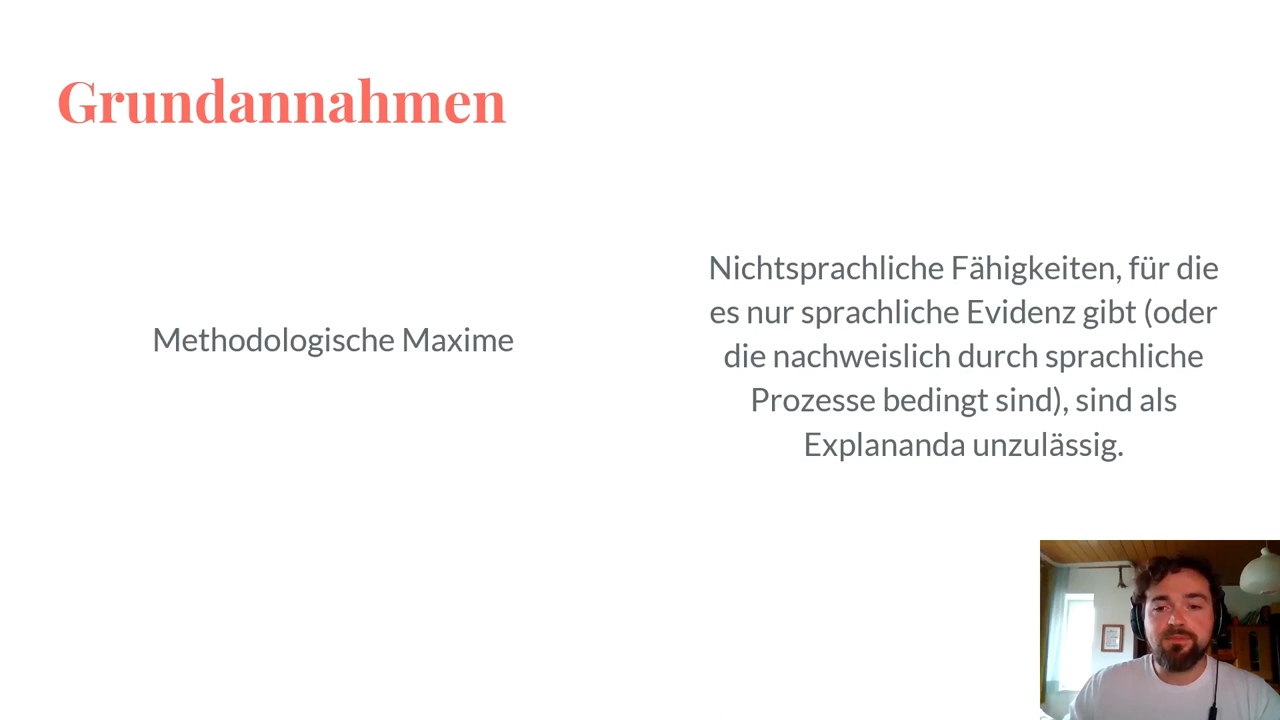 Grundannahmen
Methodologische Maxime
Nichtsprachliche Fähigkeiten, für die
es nur sprachliche Evidenz gibt (oder
die nachweislich durch sprachliche
Prozesse bedingt sind), sind als
Explananda unzulässig.